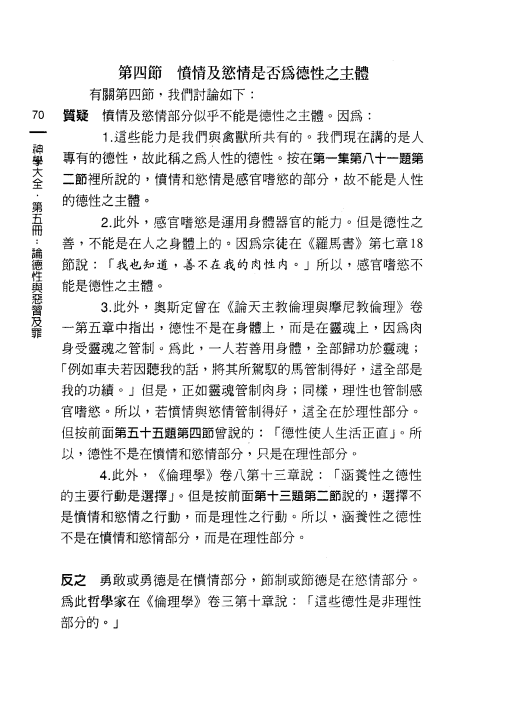 第四節　憤情及慾情是否爲德性之主體
有關第四節，我們討論如下：
質疑　憤情及慾情部分似乎不能是德性之主體。因爲：
1.這些能力是我們與禽獸所共有的。我們現在講的是人
專有的德性，故此稱之爲人性的德性。按在第一集第八十一題第
二節裡所說的，憤情和慾情是感官嗜慾的部分，故不能是人性
的德性之主體。
2.此外，感官嗜慾是運用身體器官的能力。但是德性之
善，不能是在人之身體上的。因爲宗徒在《羅馬書》第七章18
節說：「我也知道，善不在我的肉性內。」所以，感官嗜慾不
能是德性之主體。
3.此外，奧斯定曾在《論天主教倫理與摩尼教倫理》卷
一第五章中指出，德性不是在身體上，而是在靈魂上，因爲肉
身受靈魂之管制。爲此，一人若善用身體，全部歸功於靈魂；
「例如車夫若因聽我的話，將其所駕馭的馬管制得好，這全部是
我的功績。」但是，正如靈魂管制肉身；同樣，理性也管制感
官嗜慾。所以，若憤情與慾情管制得好，這全在於理性部分。
但按前面第五十五題第四節曾說的：「德性使人生活正直」。所
以，德性不是在憤情和慾情部分，只是在理性部分。
4.此外，《倫理學》卷八第十三章說：「涵養性之德性
的主要行動是選擇」。但是按前面第十三題第二節說的，選擇不
是憤情和慾情之行動，而是理性之行動。所以，涵養性之德性
不是在憤情和慾情部分，而是在理性部分。
反之　勇敢或勇德是在憤情部分，節制或節德是在慾情部分。
爲此哲學家在《倫理學》卷三第十章說：「這些德性是非理性
部分的。」
70
神學大全．第五冊：論德性與惡習及罪